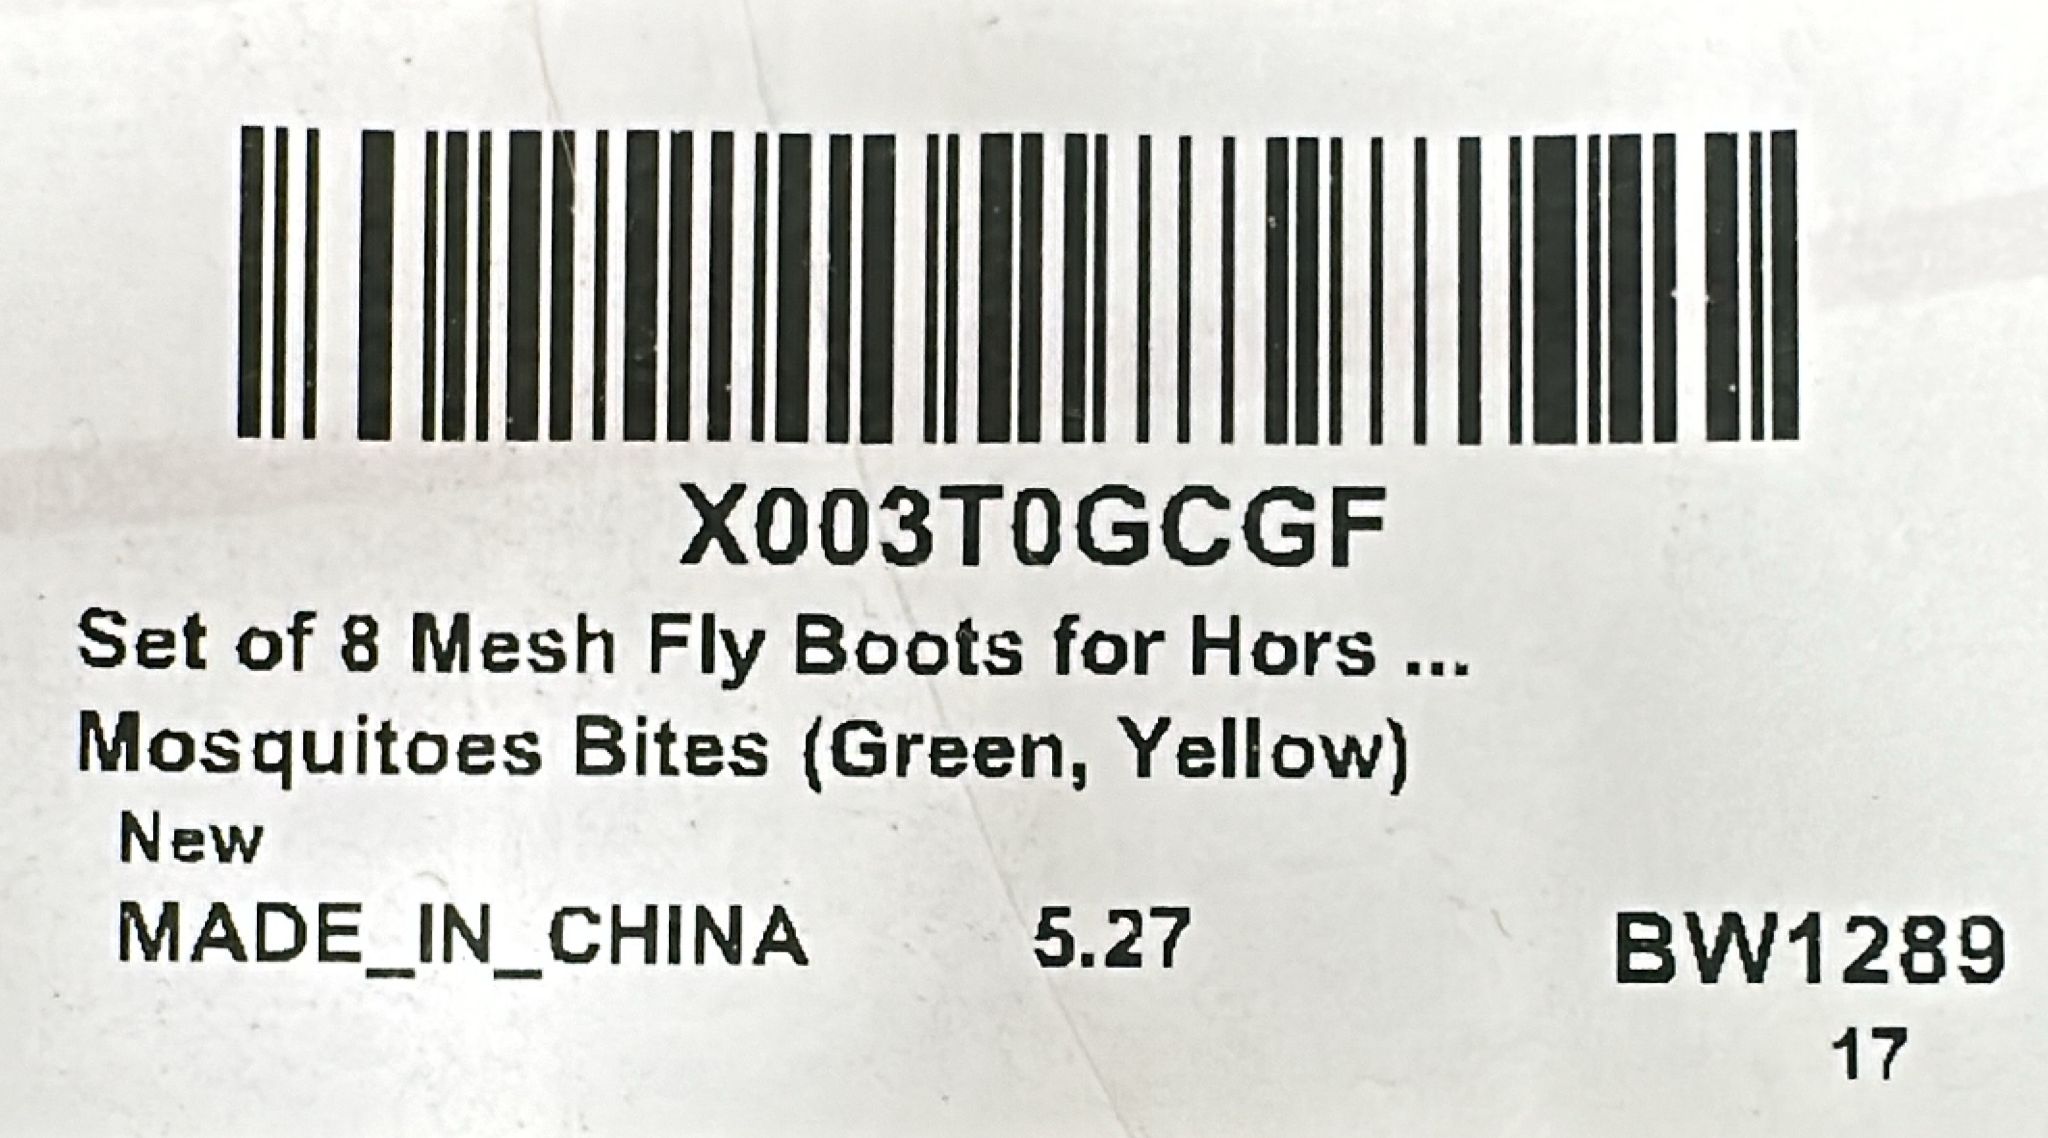 X003T0GCGF
Set of 8 Mesh Fly Boots for Hors ...
Mosquitoes Bites (Green, Yellow)
New
MADE_IN_CHINA 5.27 BW1289
17